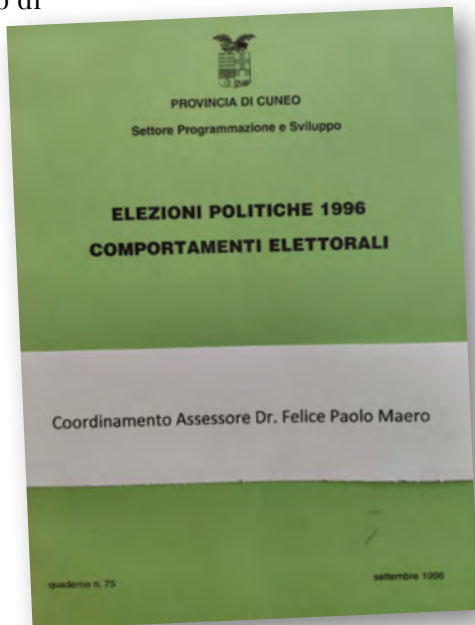 o di
PROVINCIA DI CUNEO
Settore Programmazione e Sviluppo
ELEZIONI POLITICHE 1996
COMPORTAMENTI ELETTORALI
Coordinamento Assessore Dr. Felice Paolo Maero
quaderno n. 75
settembre 1996